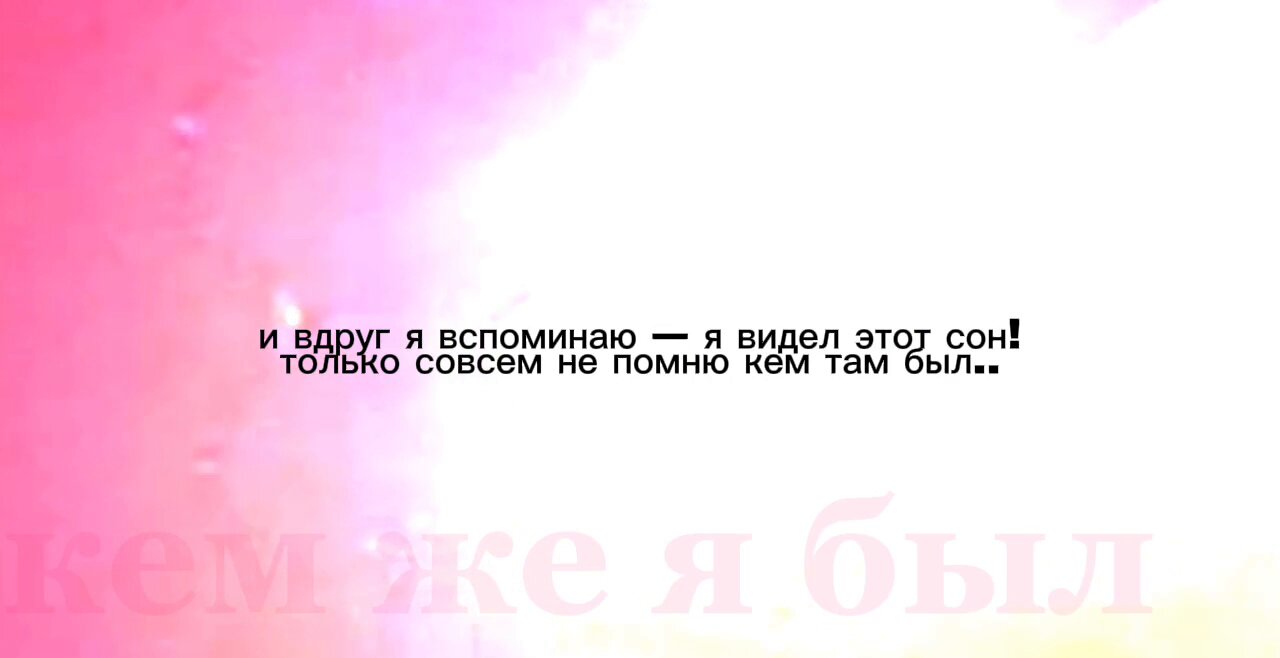 и вдруг я вспоминаю — я видел этот сон!
только совсем не помню кем там был..
кем же я был